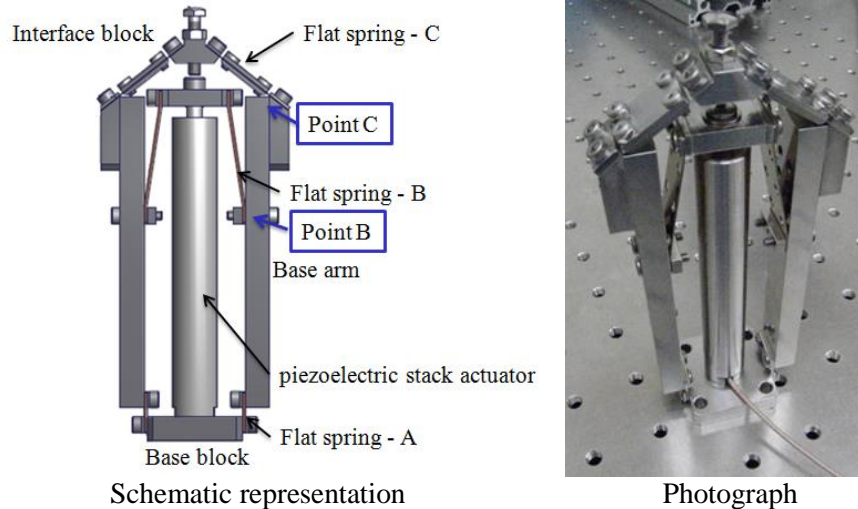 Interface block
Flat spring - C
Point C
Flat spring - B
Point B
Base arm
piezoelectric stack actuator
Flat spring - A
Base block
Schematic representation
Photograph